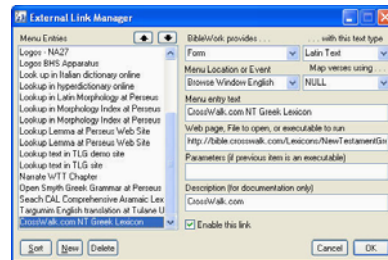 External Link Manager
Menu Entries
Logos - NA27
Logos BHS Apparatus
Look up in Italian dictionary online
Lookup in hyperdictionary online
Lookup in Latin Morphology at Perseus
Lookup in Morphology Index at Perseus
Lookup in Morphology Index at Perseus
Lookup Lemma at Perseus Web Site
Lookup Lemma at Perseus Web Site
Lookup text in TLG demo site
Lookup text in TLG site
Narrate WTT Chapter
Open Smyth Greek Grammar at Perseus
Seach CAL Comprehensive Aramaic Lex
Targumim English translation at Tulane U
CrossWalk.com NT Greek Lexicon
Sort
New
Delete
BibleWork provides . . .
. . . with this text type
Form
Latin Text
Menu Location or Event
Map verses using . . .
Browse Window English
NULL
Menu entry text
CrossWalk.com NT Greek Lexicon
Web page, File to open, or executable to run
http://bible.crosswalk.com/Lexicons/NewTestamentGre
Parameters (if previous item is an executable)
Description (for documentation only)
CrossWalk.com
Enable this link
Cancel
OK